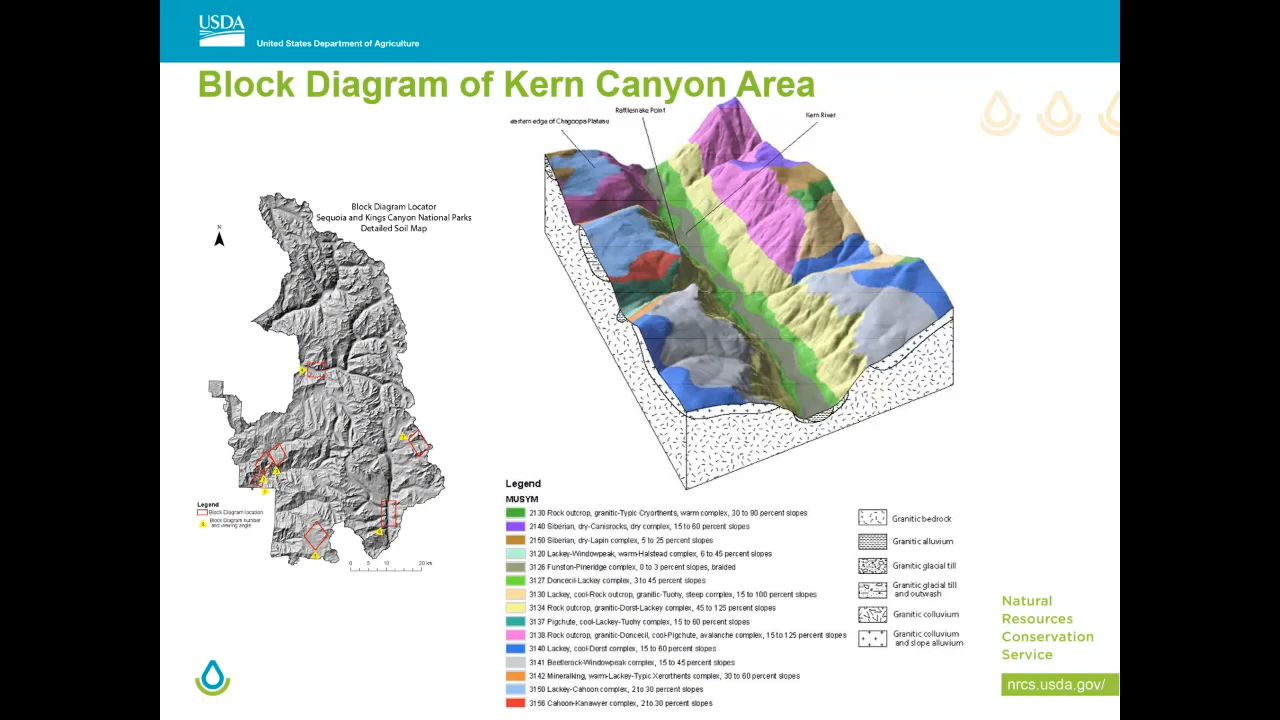 USDA
United States Department of Agriculture
Block Diagram of Kern Canyon Area
eastern edge of Chagoopa Plateau
Rattlesnake Point
Kern River
Block Diagram Locator
Sequoia and Kings Canyon National Parks
Detailed Soil Map
N
Legend
Block Diagram location
Block Diagram number
and viewing angle
0 5 10 20 km
Legend
MUSYM
2130 Rock outcrop, granitic-Typic Cryorthents, warm complex, 30 to 90 percent slopes
2140 Siberian, dry-Canisrocks, dry complex, 15 to 60 percent slopes
2150 Siberian, dry-Lapin complex, 5 to 25 percent slopes
3120 Lackey-Windowpeak, warm-Halstead complex, 6 to 45 percent slopes
3126 Funston-Pineridge complex, 0 to 3 percent slopes, braided
3127 Doncecil-Lackey complex, 3 to 45 percent slopes
3130 Lackey, cool-Rock outcrop, granitic-Tuohy, steep complex, 15 to 100 percent slopes
3134 Rock outcrop, granitic-Dorst-Lackey complex, 45 to 125 percent slopes
3137 Pigchute, cool-Lackey-Tuohy complex, 15 to 60 percent slopes
3138 Rock outcrop, granitic-Doncecil, cool-Pigchute, avalanche complex, 15 to 125 percent slopes
3140 Lackey, cool-Dorst complex, 15 to 60 percent slopes
3141 Beetlerock-Windowpeak complex, 15 to 45 percent slopes
3142 Mineralking, warm-Lackey-Typic Xerorthents complex, 30 to 60 percent slopes
3150 Lackey-Cahoon complex, 2 to 30 percent slopes
3156 Cahoon-Kanawyer complex, 2 to 30 percent slopes
Granitic bedrock
Granitic alluvium
Granitic glacial till
Granitic glacial till
and outwash
Granitic colluvium
Granitic colluvium
and slope alluvium
Natural
Resources
Conservation
Service
nrcs.usda.gov/